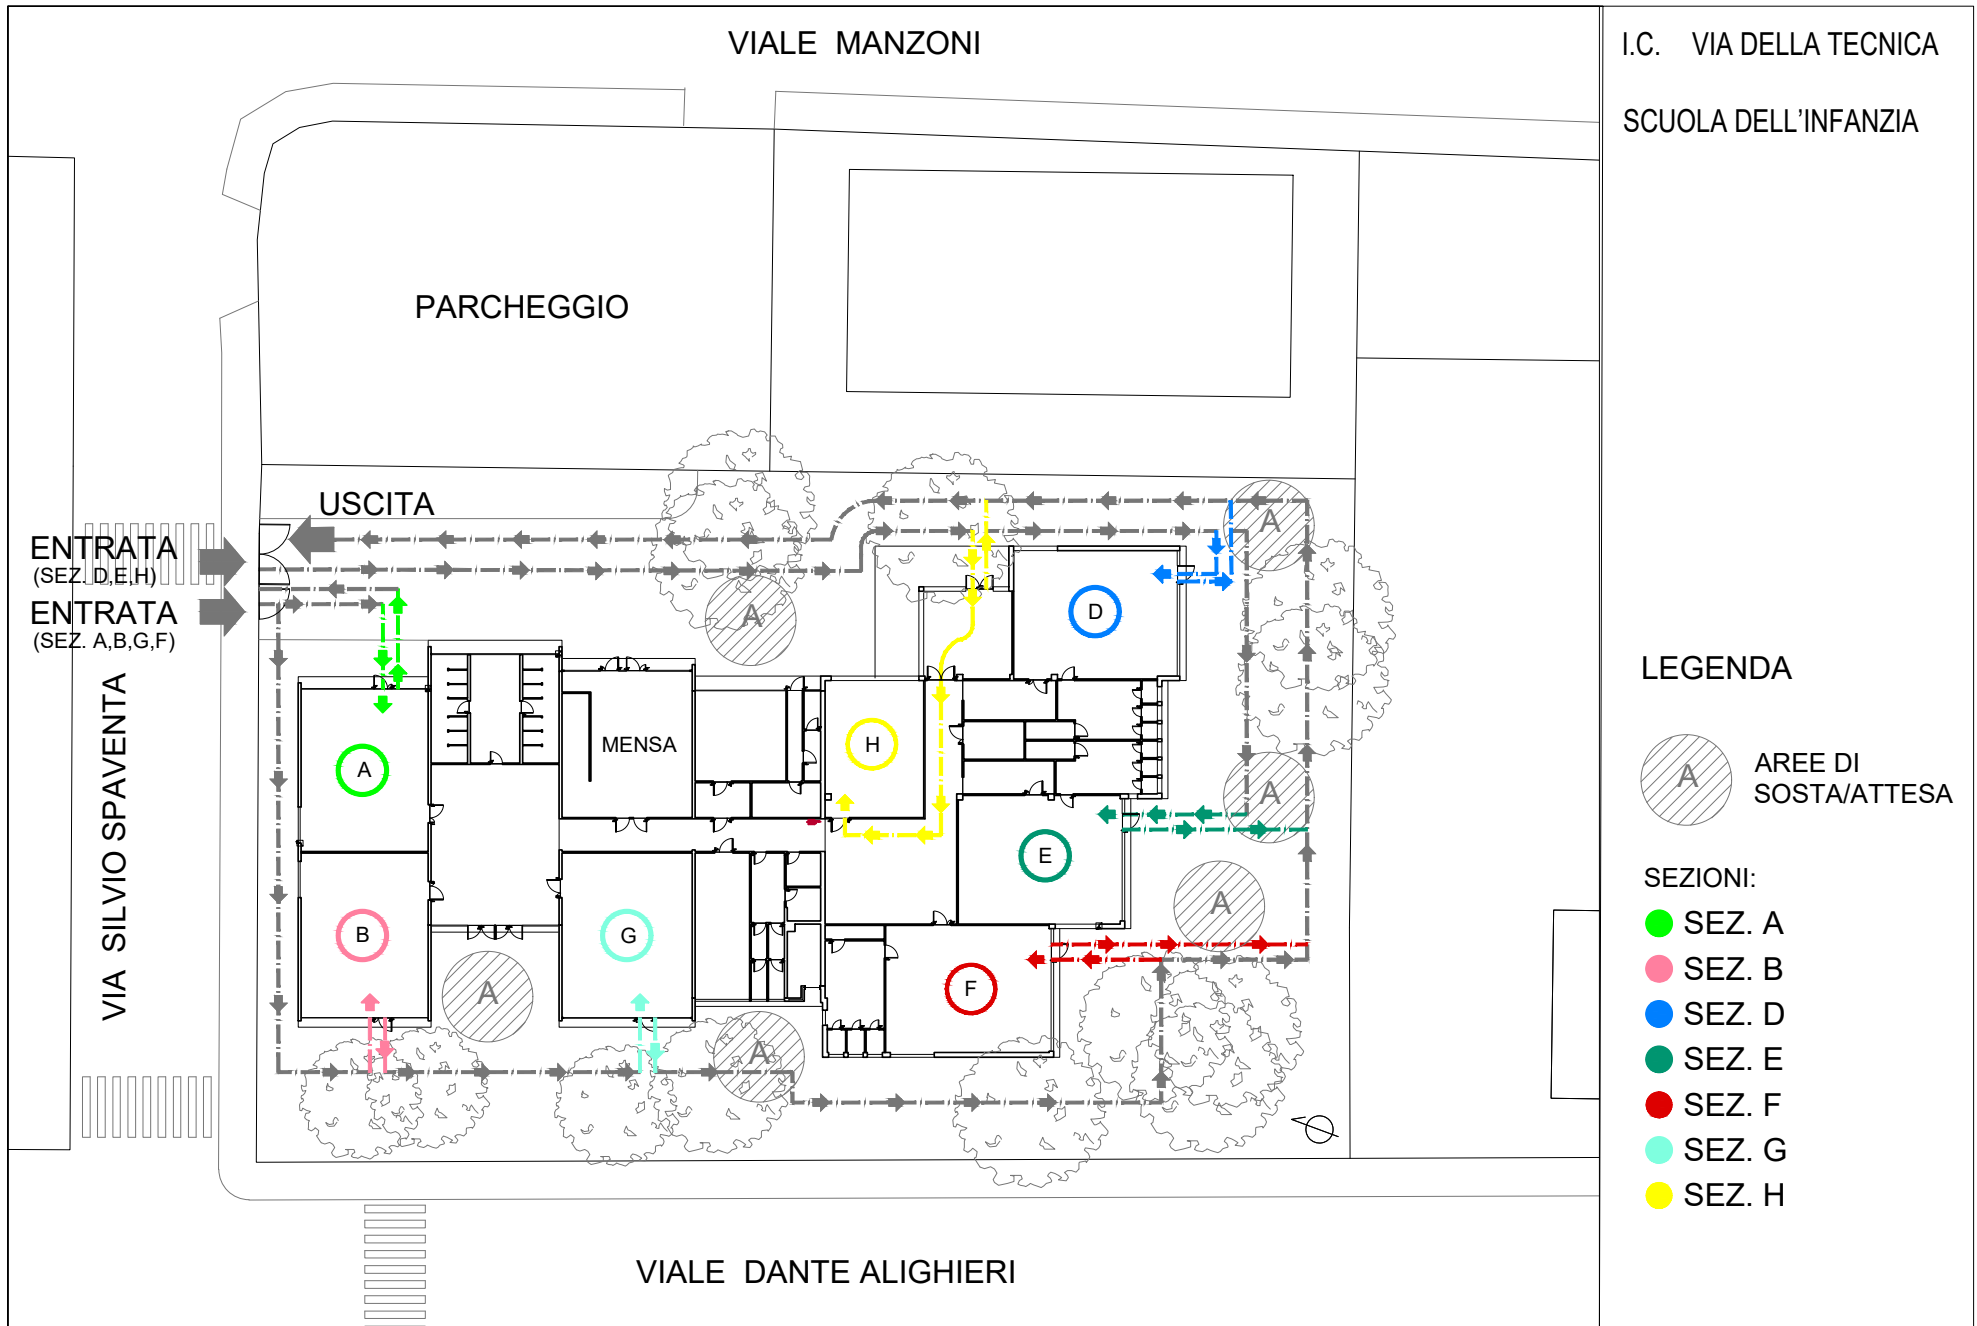 VIALE MANZONI
I.C. VIA DELLA TECNICA
SCUOLA DELL'INFANZIA
PARCHEGGIO
USCITA
ENTRATA
(SEZ. D,E,H)
ENTRATA
(SEZ. A,B,G,F)
VIA SILVIO SPAVENTA
A
A
D
MENSA
H
A
A
E
A
B
G
F
A
A
LEGENDA
A
AREE DI
SOSTA/ATTESA
SEZIONI:
SEZ. A
SEZ. B
SEZ. D
SEZ. E
SEZ. F
SEZ. G
SEZ. H
VIALE DANTE ALIGHIERI